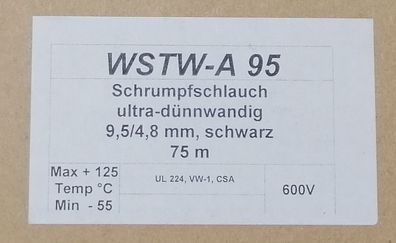 WSTW-A 95
Schrumpfschlauch
ultra-dünnwandig
9,5/4,8 mm, schwarz
75 m
Max + 125
Temp °C
Min - 55
UL 224, VW-1, CSA
600V